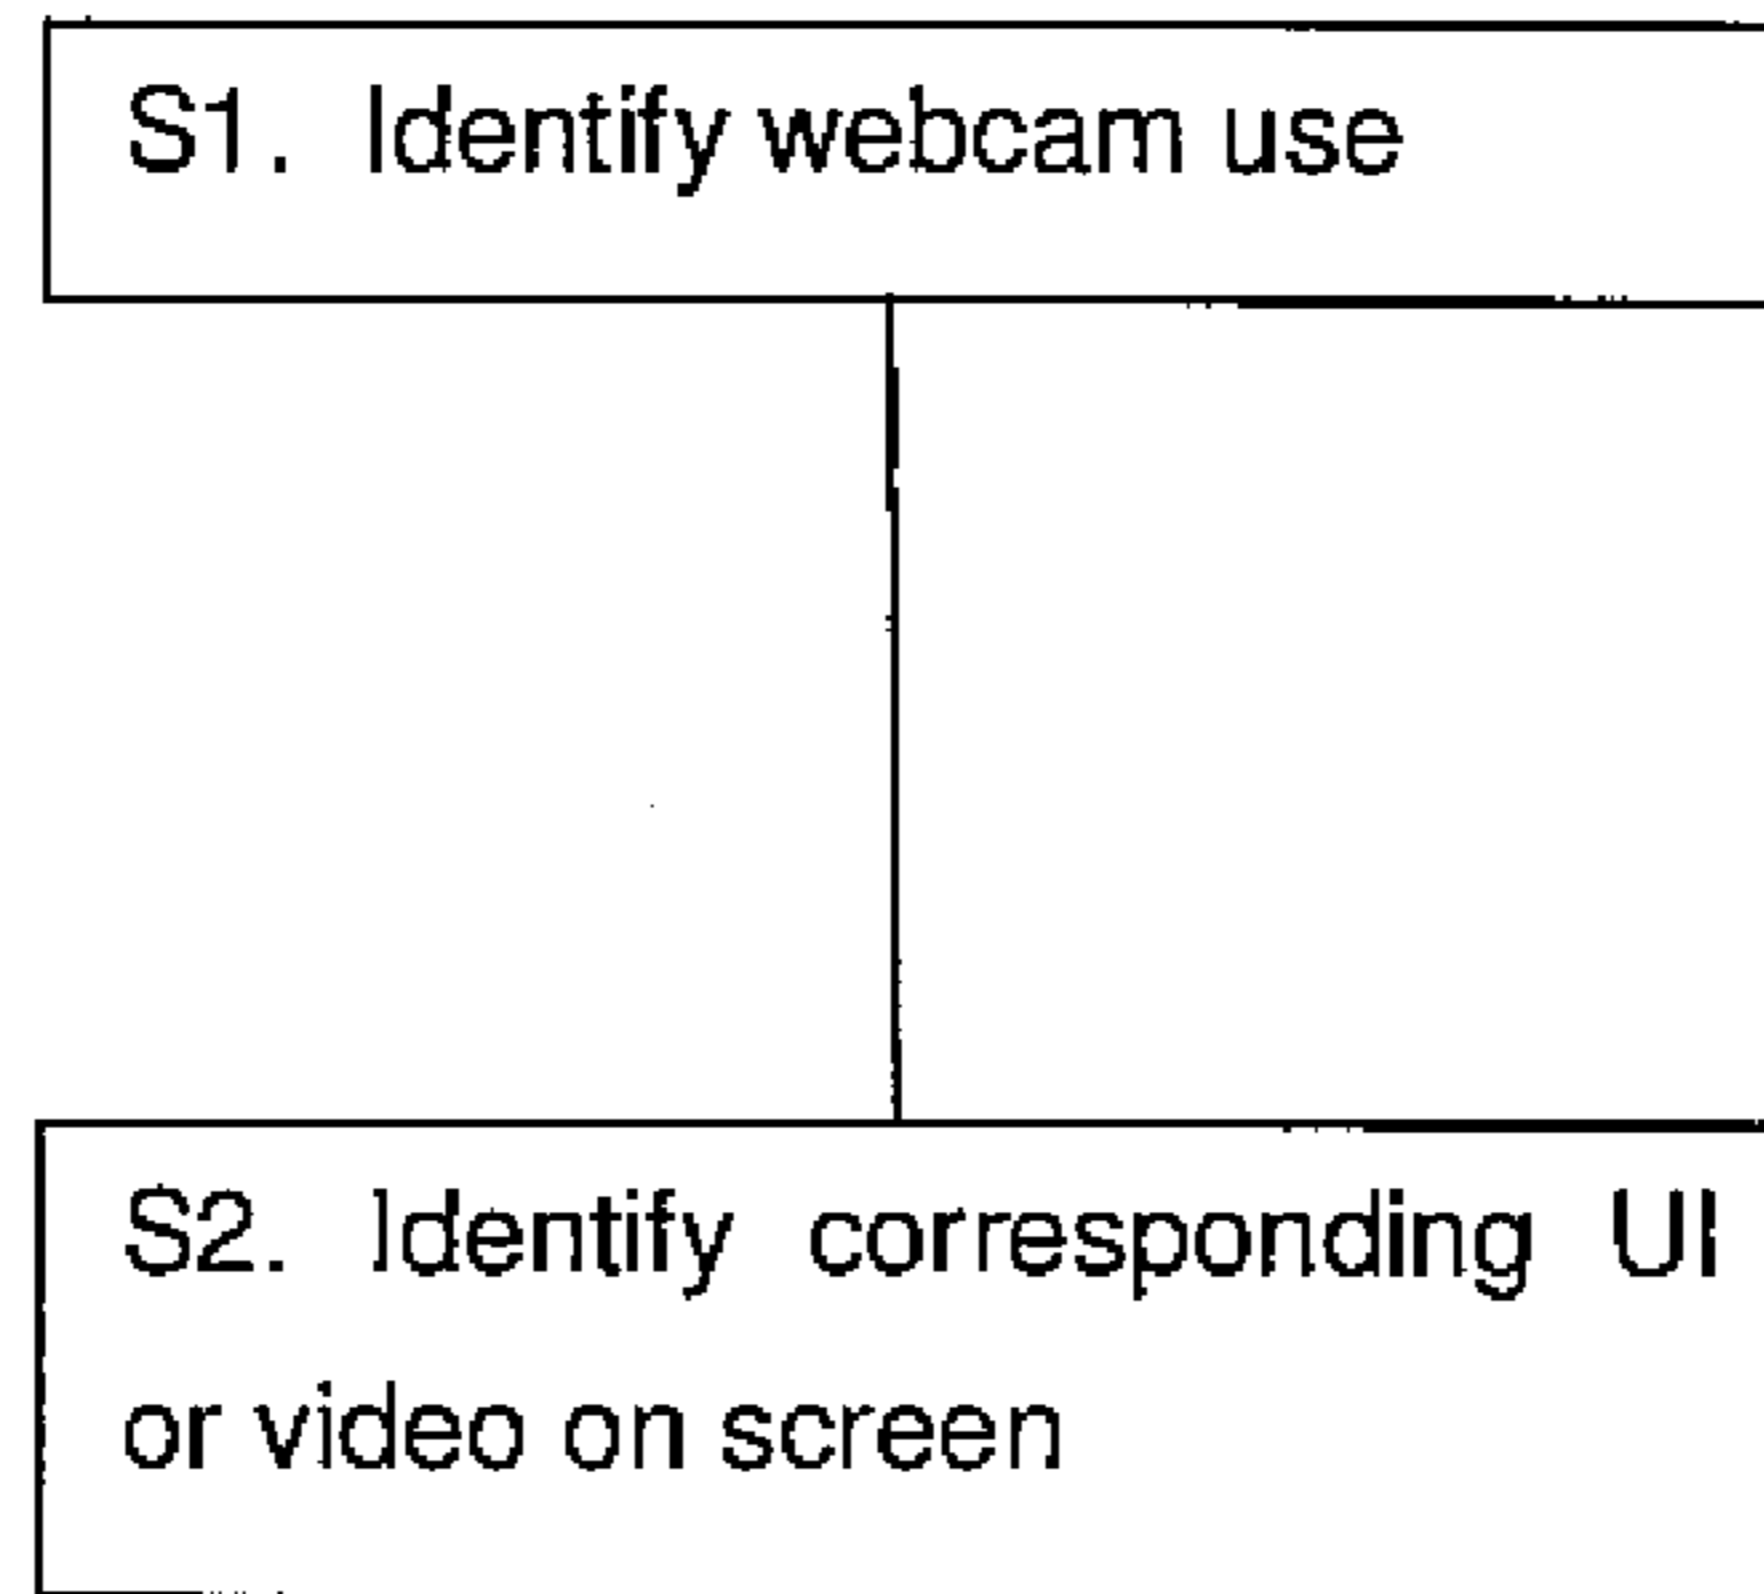 S1. Identify webcam use
S2. Identify corresponding UI
or video on screen